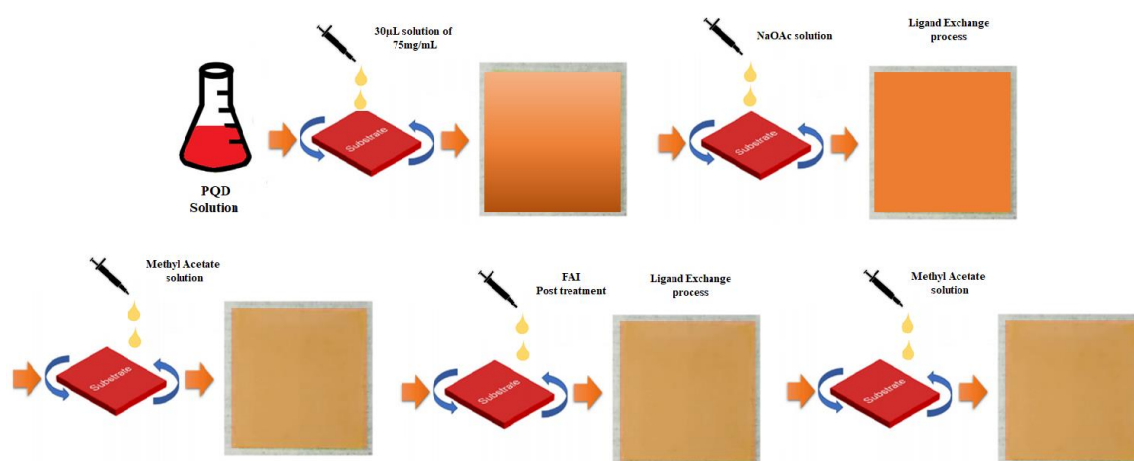 PQD
Solution
30μL solution of
75mg/mL
Substrate
NaOAc solution
Substrate
Ligand Exchange
process
Methyl Acetate
solution
Substrate
FAI
Post treatment
Substrate
Ligand Exchange
process
Methyl Acetate
solution
Substrate